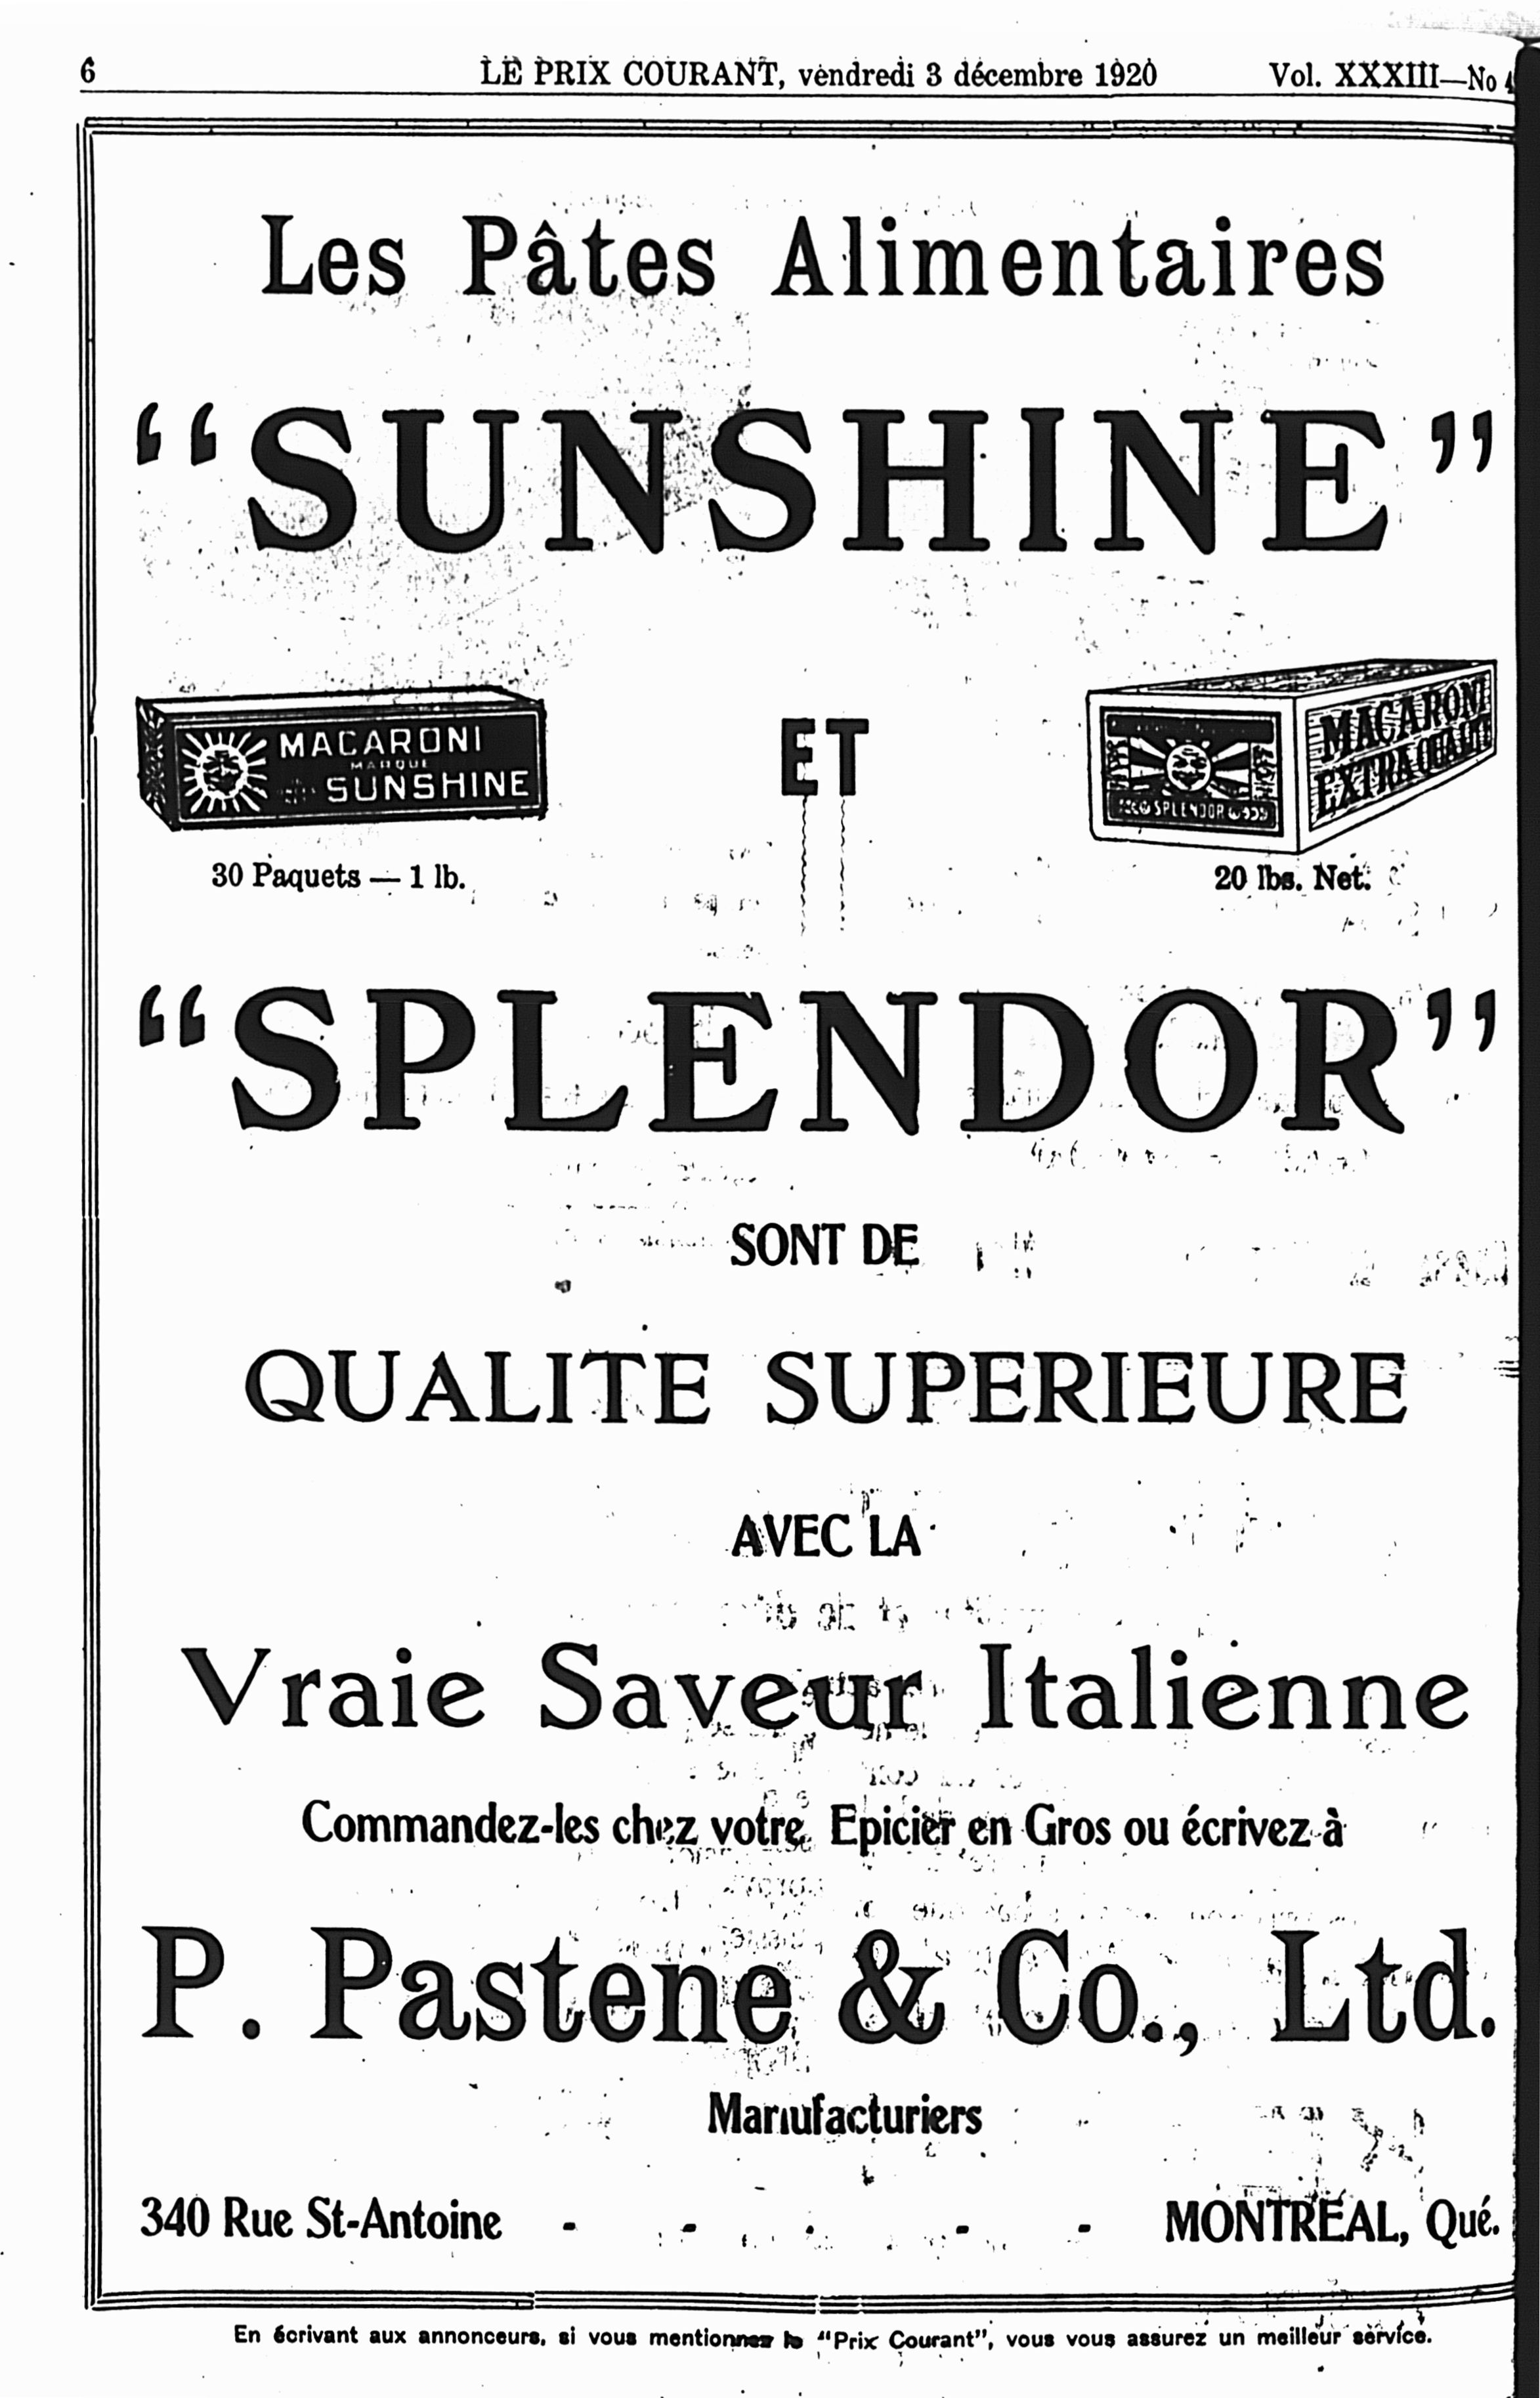 6 LE PRIX COURANT, vendredi 3 décembre 1920 Vol. XXXIII—No
Les Pâtes Alimentaires
“SUNSHINE”
MACARONI
MARQUE
SUNSHINE
ET
MACARONI
EXTRA QUALITÉ
SPLENDOR
30 Paquets — 1 lb.
20 lbs. Net.
“SPLENDOR”
SONT DE
QUALITE SUPERIEURE
AVEC LA
Vraie Saveur Italienne
Commandez-les chez votre Epicier en Gros ou écrivez à
P. Pastene & Co., Ltd.
Manufacturiers
340 Rue St-Antoine - - - - - MONTRÉAL, Qué.
En écrivant aux annonceurs, si vous mentionnez le “Prix Courant”, vous vous assurez un meilleur service.